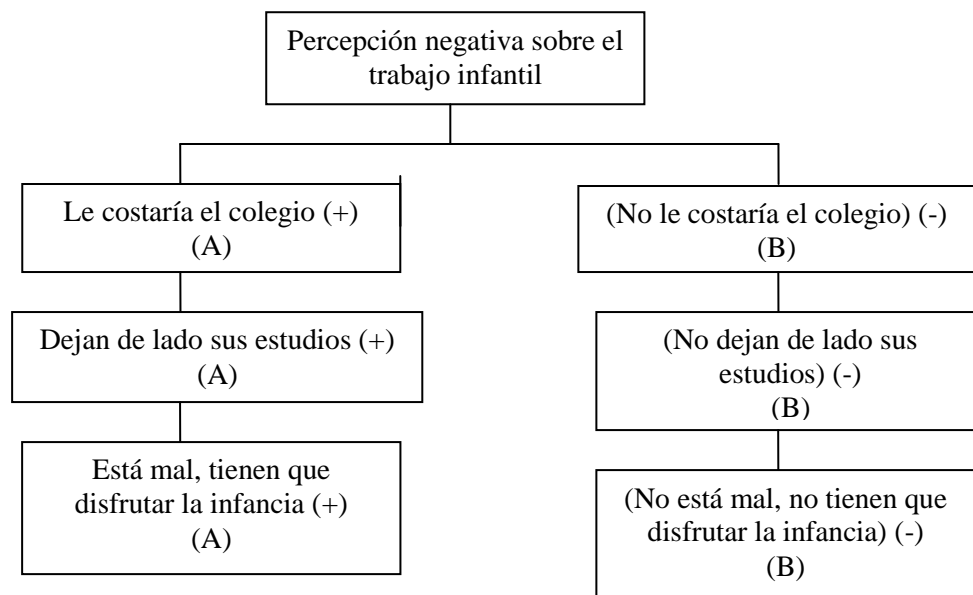 Percepción negativa sobre el
trabajo infantil
Le costaría el colegio (+)
(A)
(No le costaría el colegio) (-)
(B)
Dejan de lado sus estudios (+)
(A)
(No dejan de lado sus
estudios) (-)
(B)
Está mal, tienen que
disfrutar la infancia (+)
(A)
(No está mal, no tienen que
disfrutar la infancia) (-)
(B)